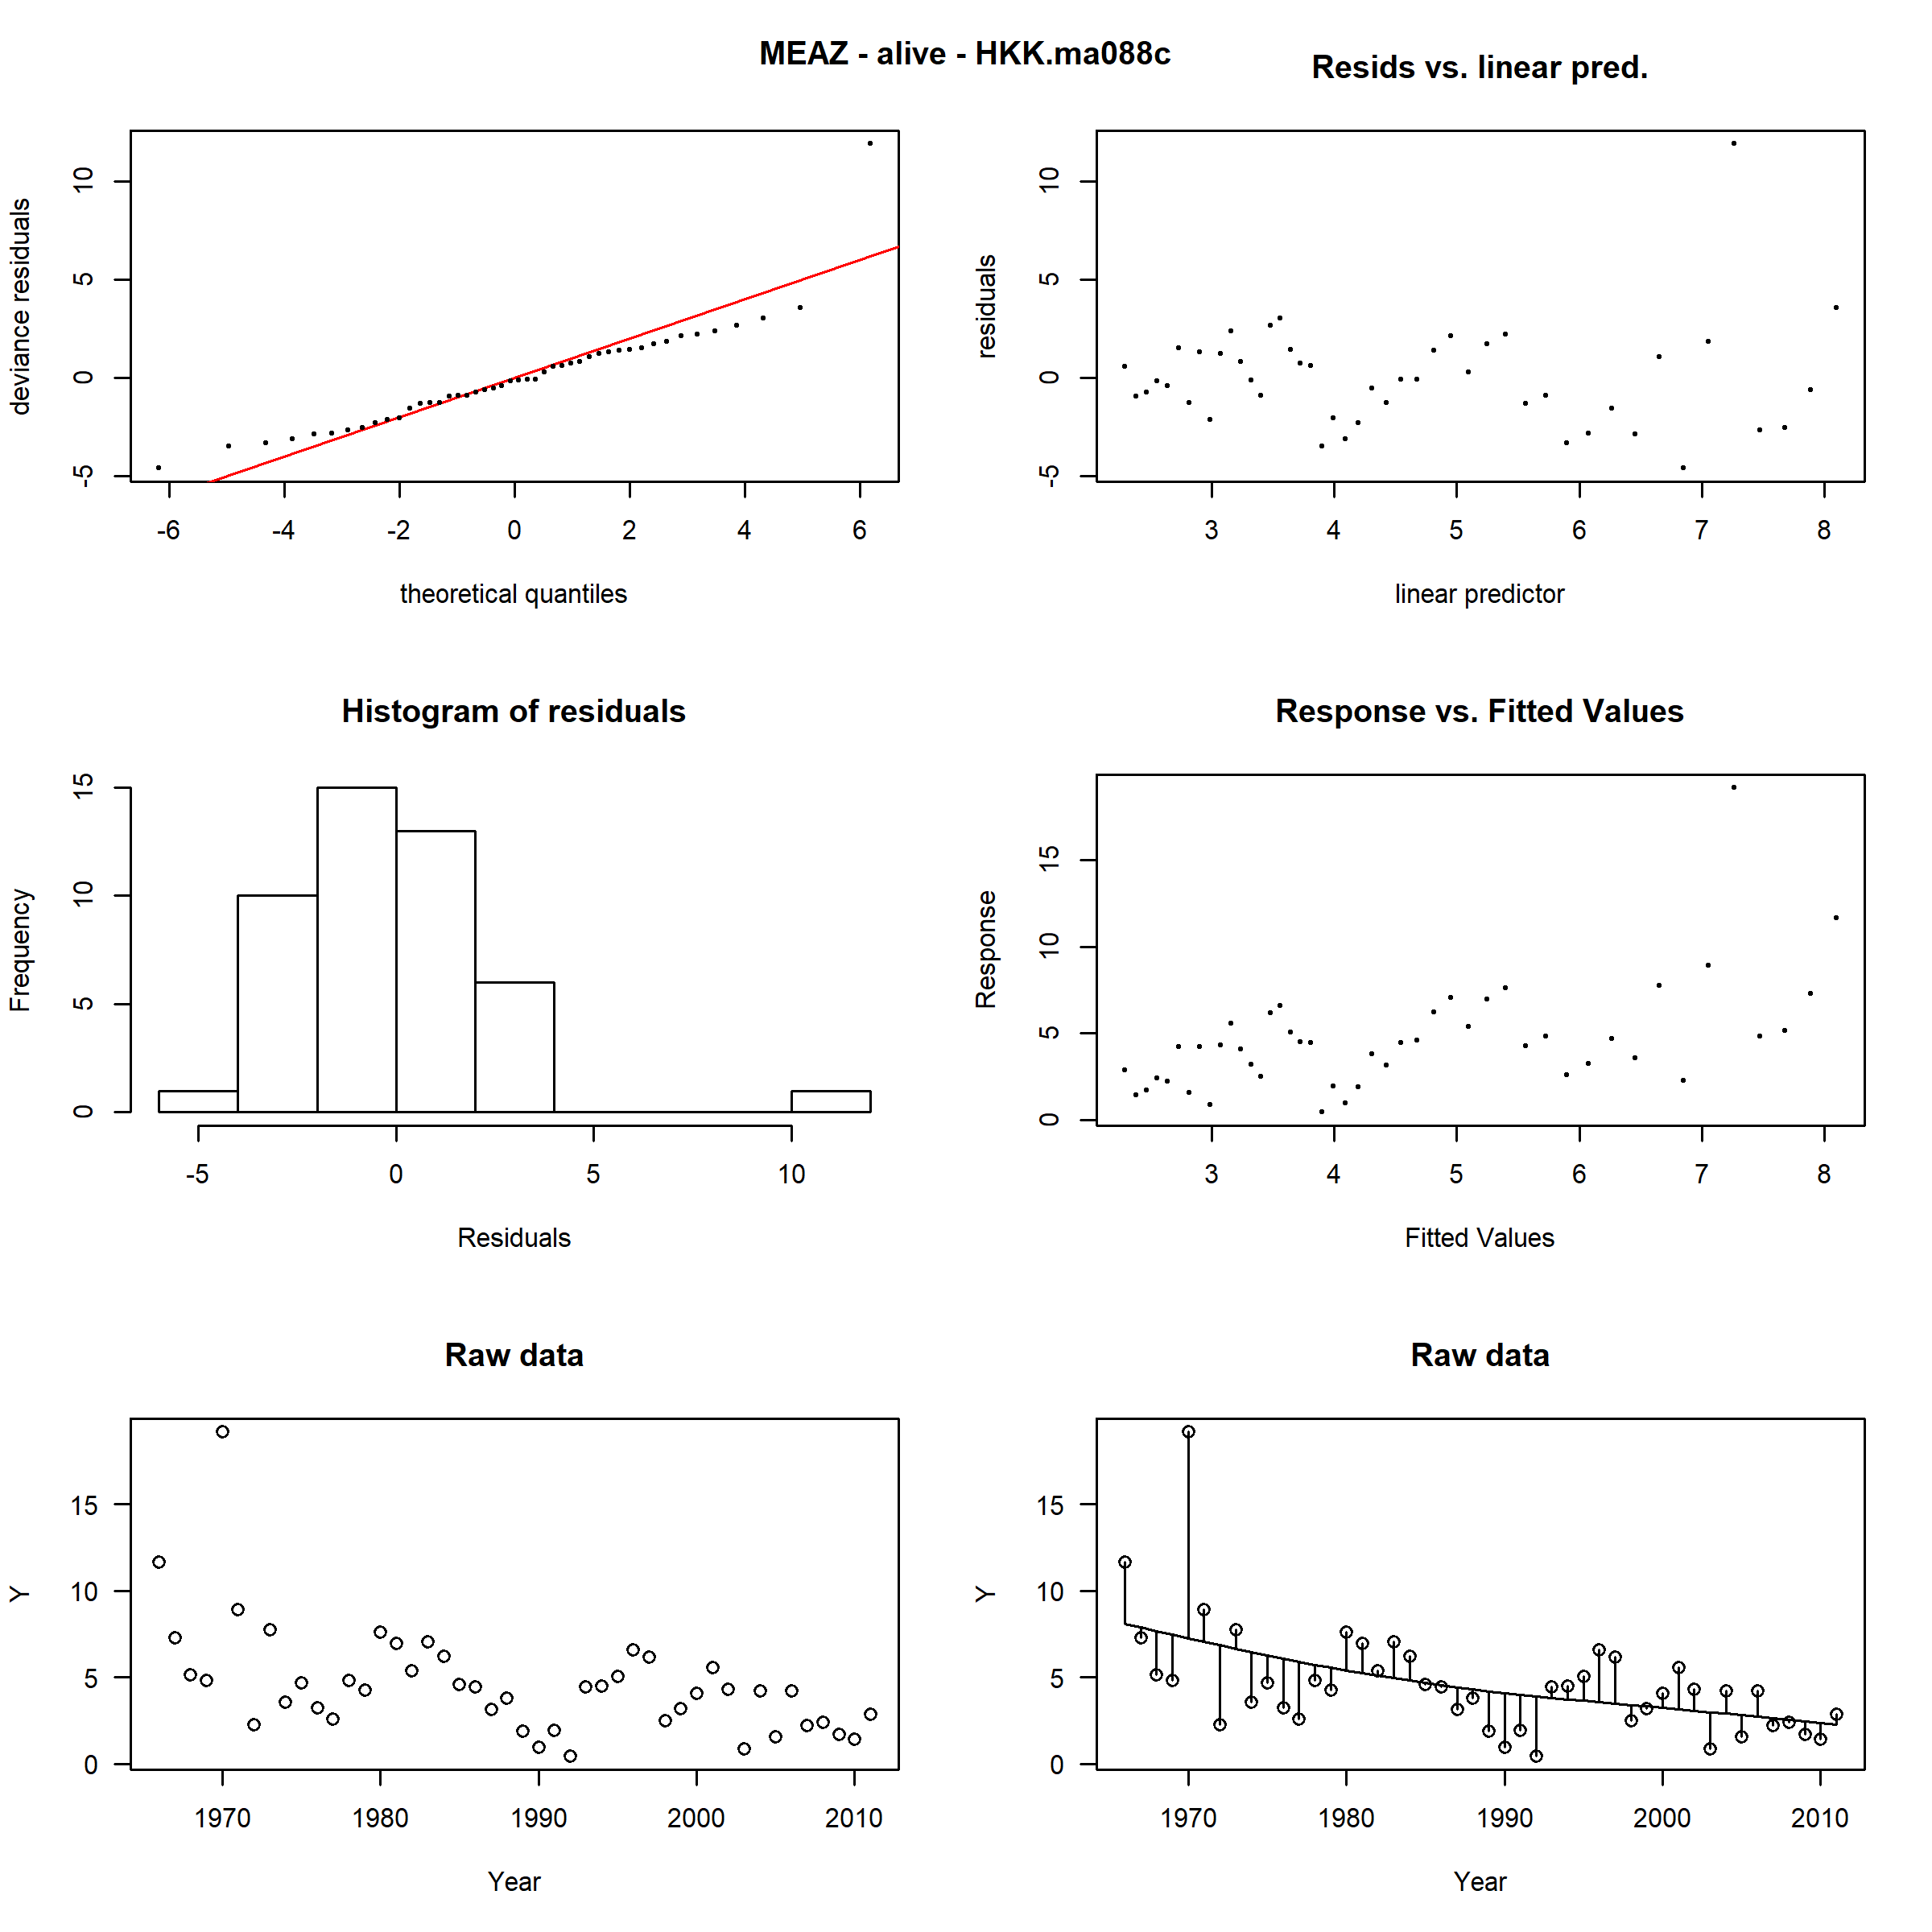 MEAZ - alive - HKK.ma088c
Resids vs. linear pred.
deviance residuals
-5 0 5 10
-6 -4 -2 0 2 4 6
theoretical quantiles
residuals
-5 0 5 10
3 4 5 6 7 8
linear predictor
Histogram of residuals
Frequency
0 5 10 15
-5 0 5 10
Residuals
Response vs. Fitted Values
Response
0 5 10 15
3 4 5 6 7 8
Fitted Values
Raw data
Y
0 5 10 15
1970 1980 1990 2000 2010
Year
Raw data
Y
0 5 10 15
1970 1980 1990 2000 2010
Year